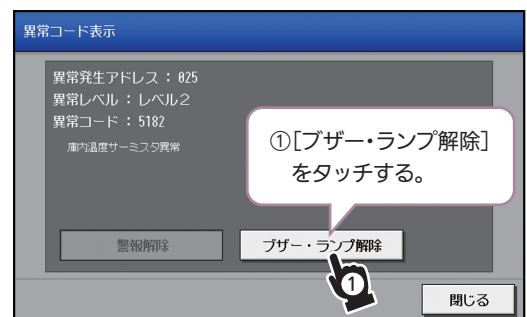 異常コード表示
異常発生アドレス：025
異常レベル：レベル２
異常コード：5182
庫内温度サーミスタ異常
①[ブザー・ランプ解除]
をタッチする。
警報解除
ブザー・ランプ解除
①
閉じる